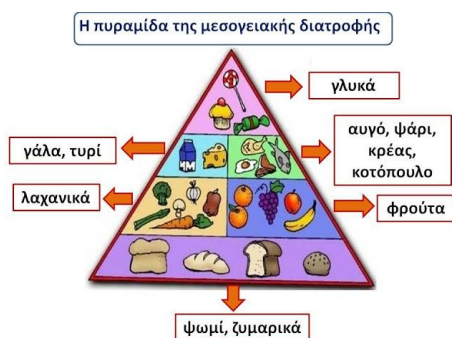 Η πυραμίδα της μεσογειακής διατροφής
γλυκά
γάλα, τυρί
αυγό, ψάρι,
κρέας,
κοτόπουλο
λαχανικά
φρούτα
ψωμί, ζυμαρικά